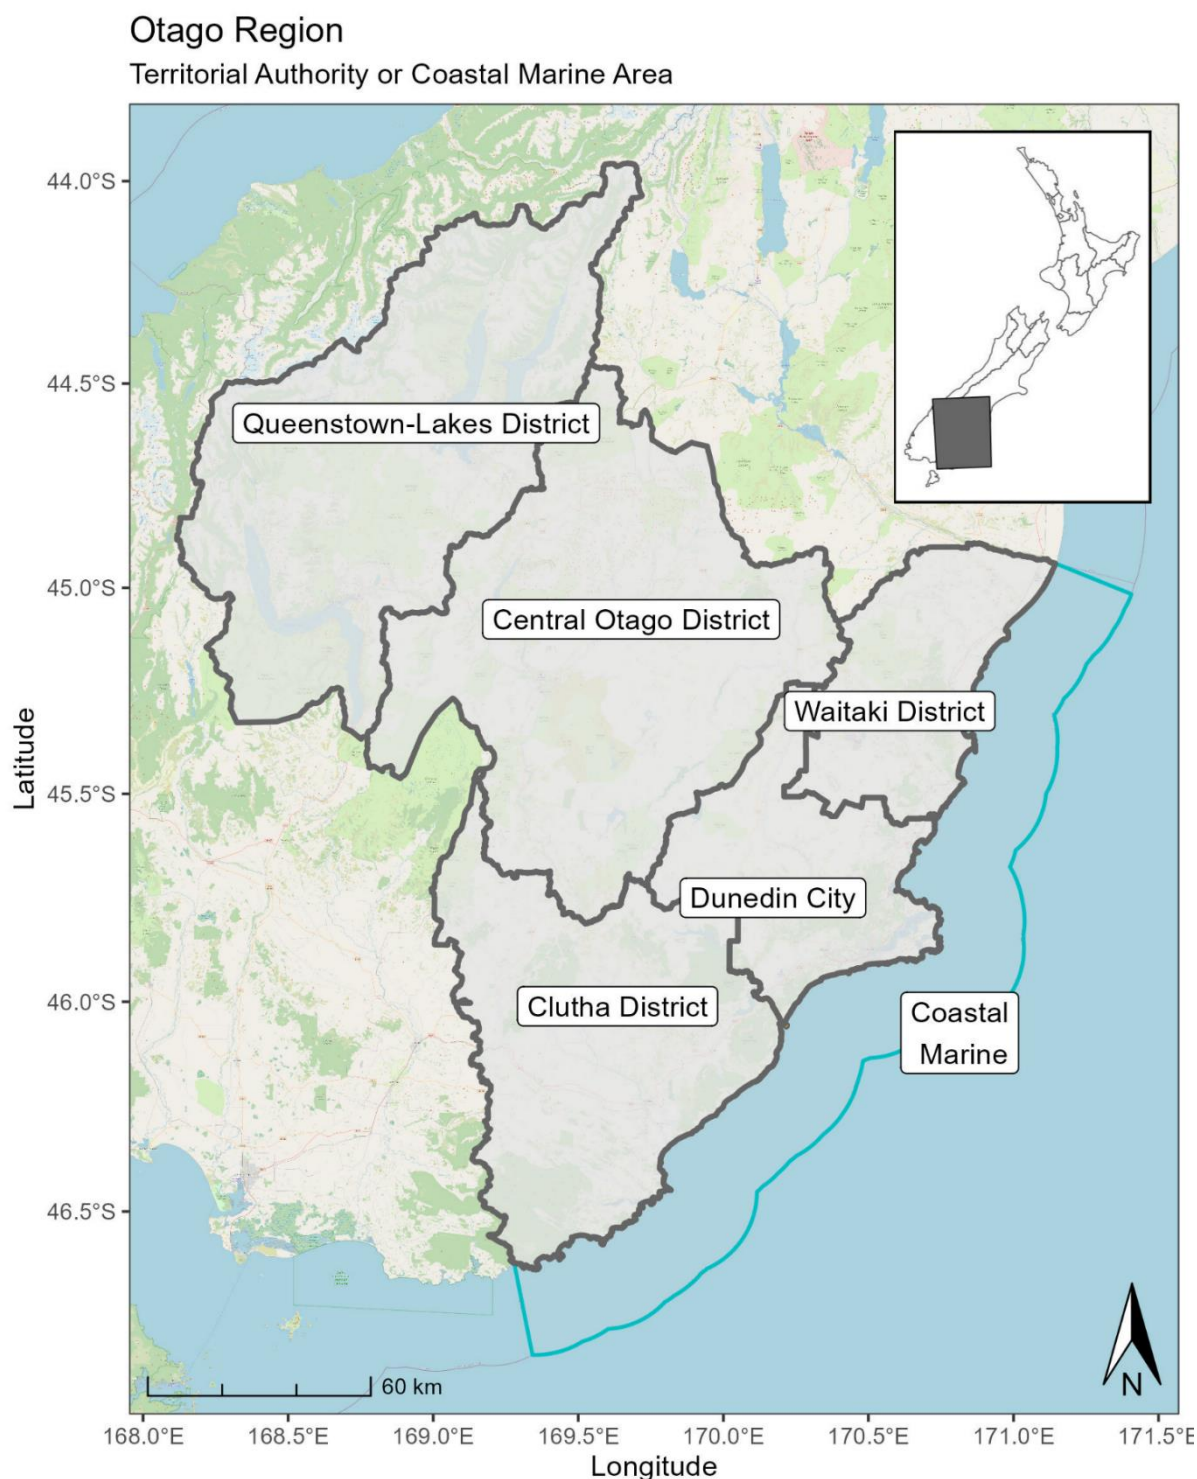 Otago Region
Territorial Authority or Coastal Marine Area
44.0°S
44.5°S
Queenstown-Lakes District
45.0°S
Central Otago District
Waitaki District
Latitude
45.5°S
Dunedin City
46.0°S
Clutha District
Coastal
Marine
46.5°S
60 km
N
168.0°E 168.5°E 169.0°E 169.5°E 170.0°E 170.5°E 171.0°E 171.5°E
Longitude